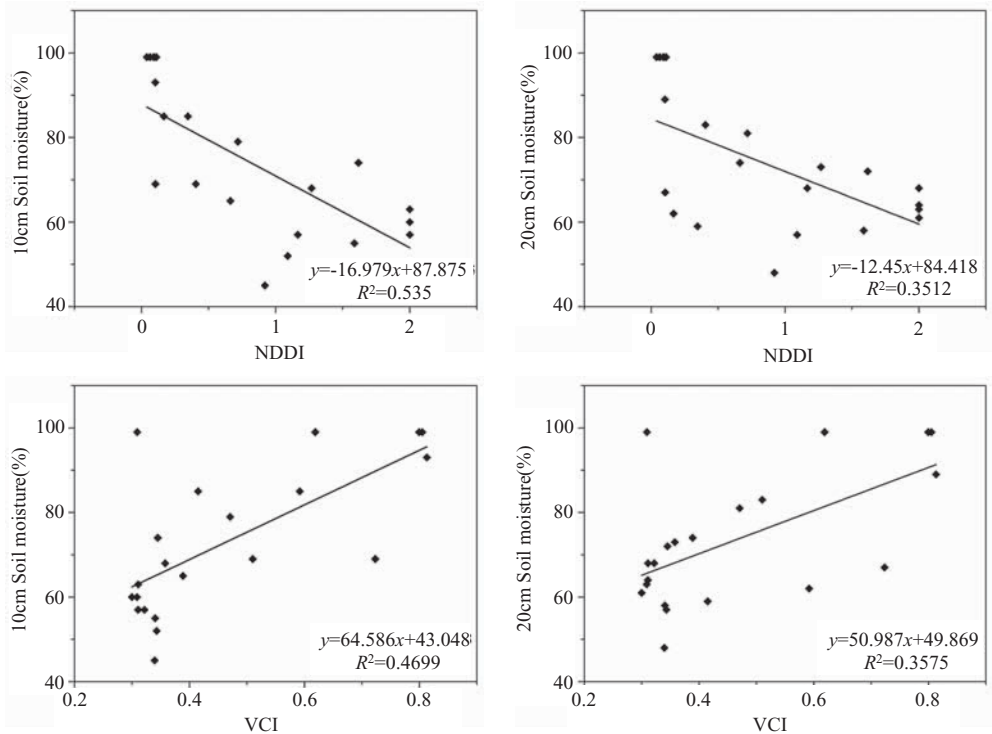 10cm Soil moisture(%)
100
80
60
40
0
1
2
NDDI
y=-16.979x+87.875
R²=0.535
20cm Soil moisture(%)
100
80
60
40
0
1
2
NDDI
y=-12.45x+84.418
R²=0.3512
10cm Soil moisture(%)
100
80
60
40
0.2
0.4
0.6
0.8
VCI
y=64.586x+43.048
R²=0.4699
20cm Soil moisture(%)
100
80
60
40
0.2
0.4
0.6
0.8
VCI
y=50.987x+49.869
R²=0.3575